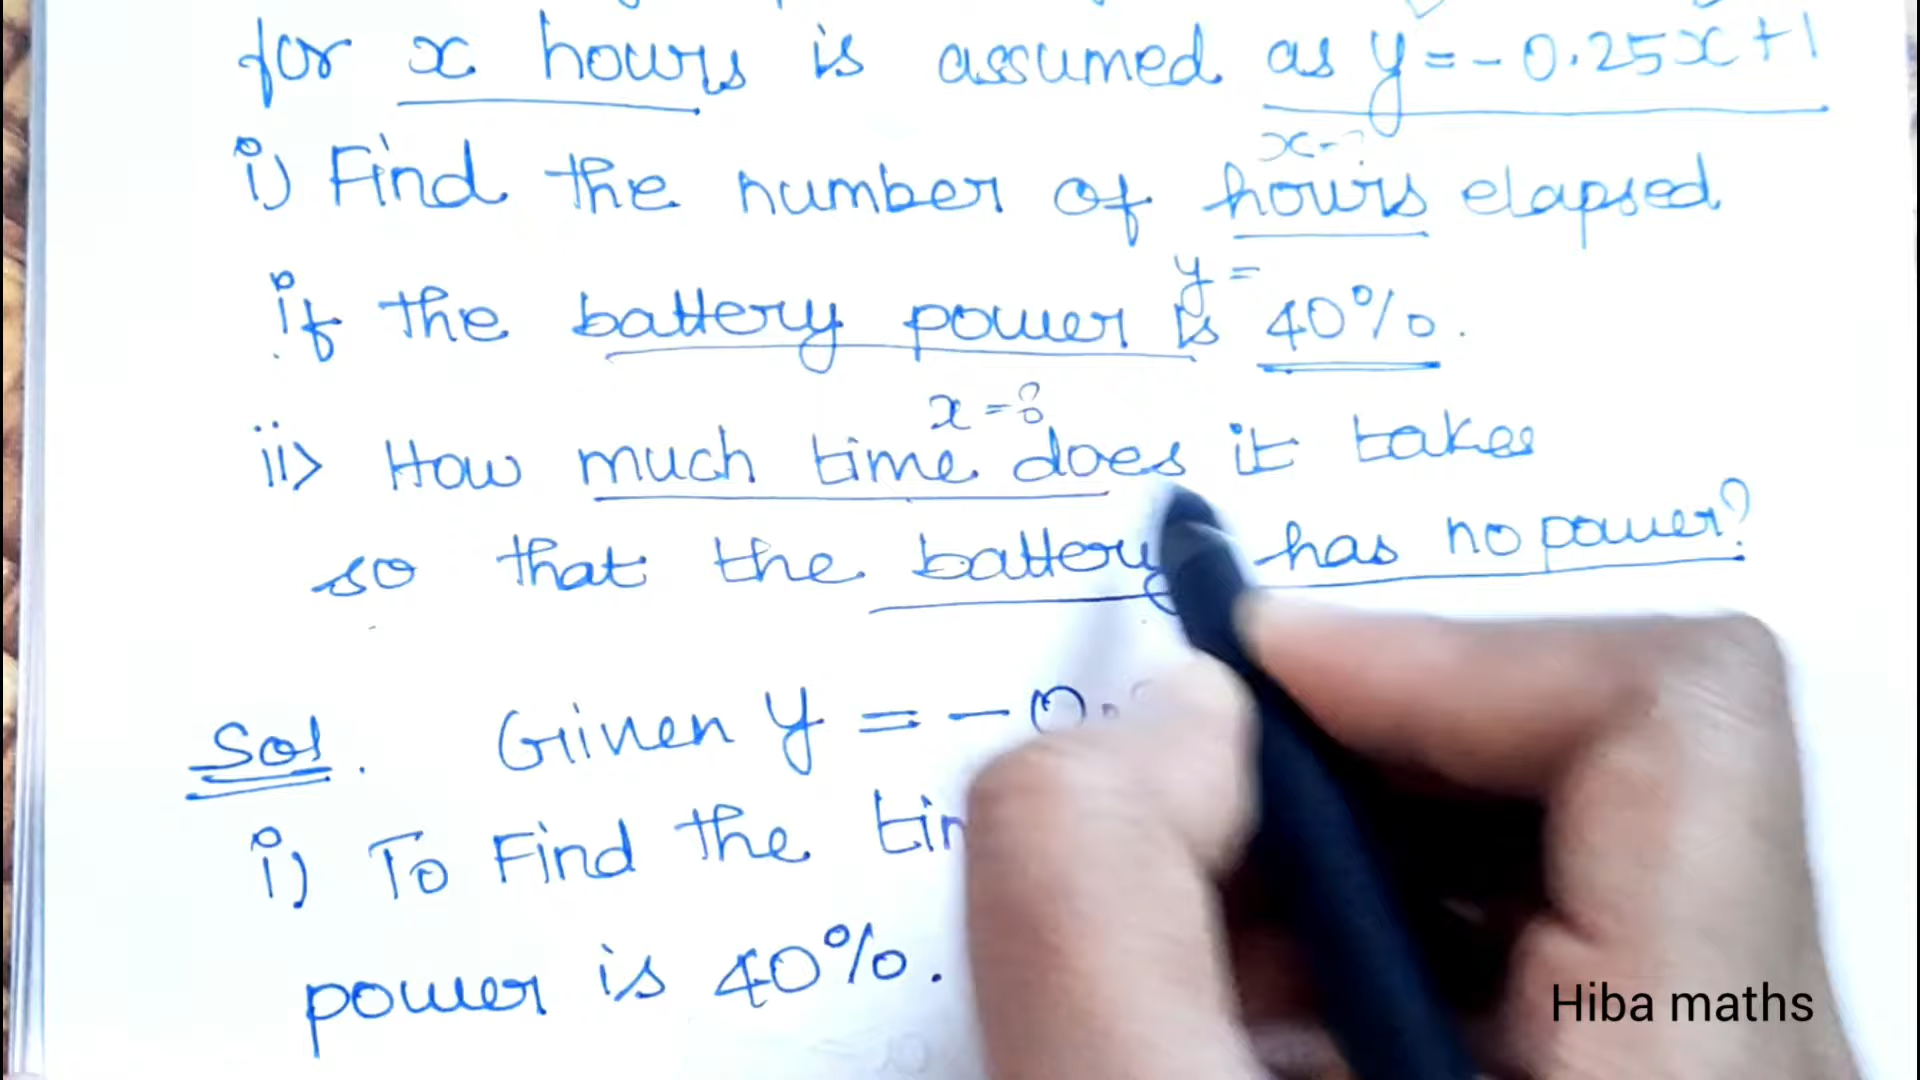 for x hours is assumed as y = -0.25x+1
x-?
i) Find the number of hours elapsed
y =
if the battery power is 40%.
x = ?
ii> How much time does it takes
so that the battery has no power?
Sol. Given y = -0.
i) To Find the
power is 40%.
Hiba maths